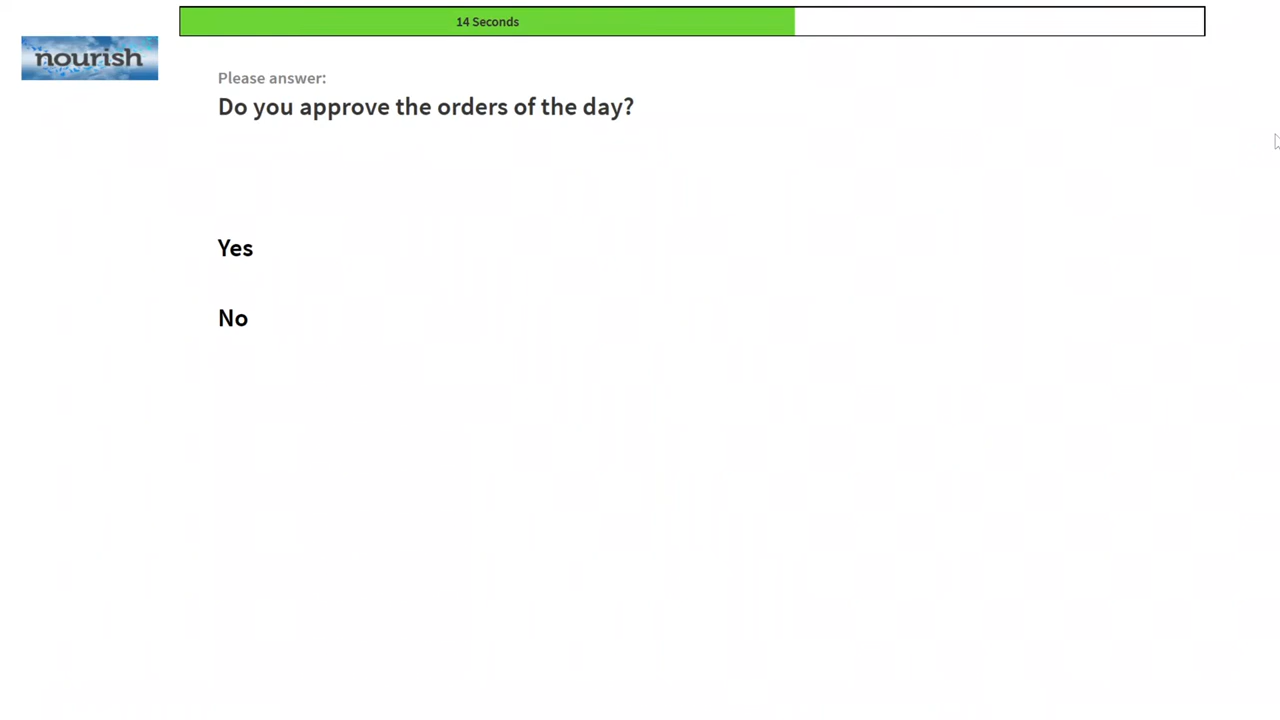 14 Seconds
nourish
Please answer:
Do you approve the orders of the day?
Yes
No